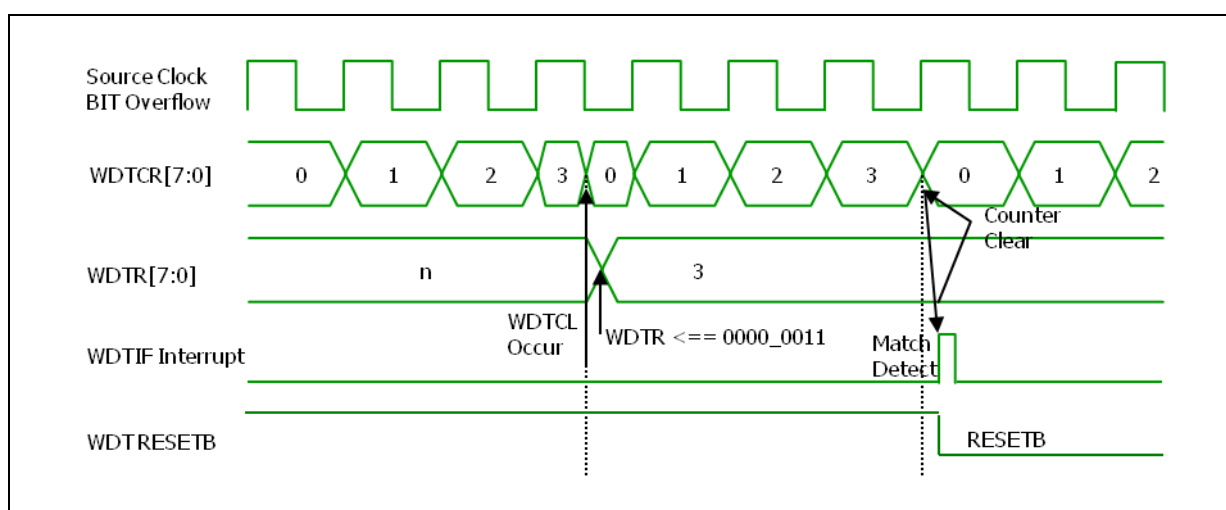 Source Clock
BIT Overflow
WDTCR[7:0] 0 1 2 3 0 1 2 3 0 1 2
Counter
Clear
WDTR[7:0] n 3
WDTCL
Occur
WDTR <== 0000_0011
Match
Detect
WDTIF Interrupt
WDT RESETB RESETB